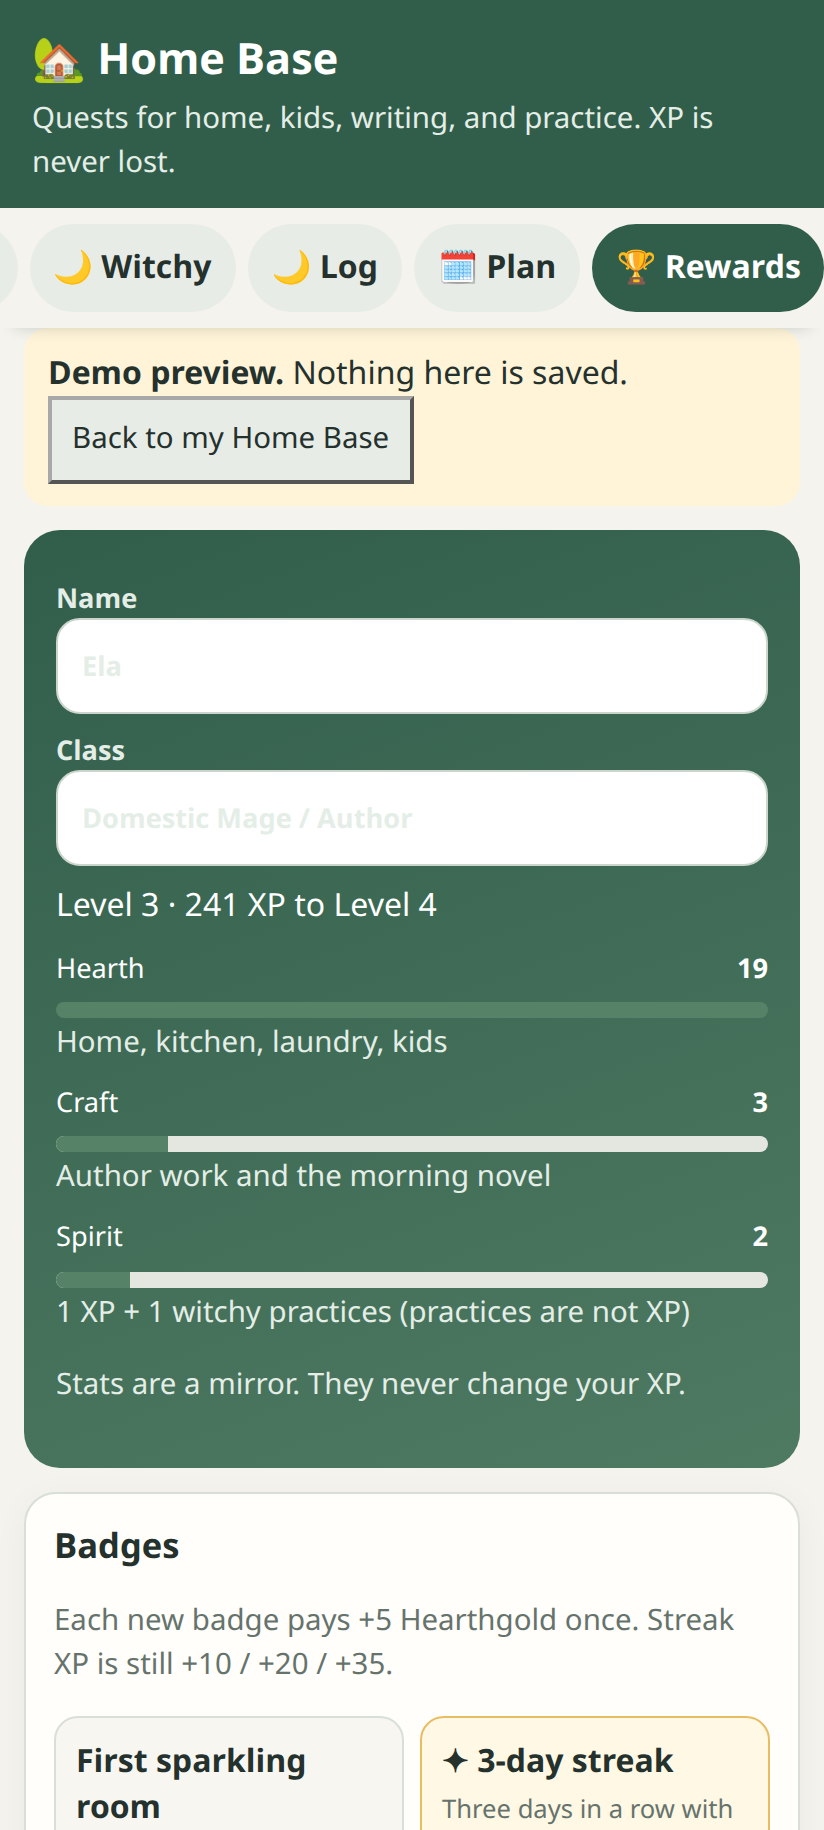 🏡 Home Base
Quests for home, kids, writing, and practice. XP is
never lost.
🌙 Witchy
🌙 Log
🗓️ Plan
🏆 Rewards
Demo preview. Nothing here is saved.
Back to my Home Base
Name
Ela
Class
Domestic Mage / Author
Level 3 · 241 XP to Level 4
Hearth 19
Home, kitchen, laundry, kids
Craft 3
Author work and the morning novel
Spirit 2
1 XP + 1 witchy practices (practices are not XP)
Stats are a mirror. They never change your XP.
Badges
Each new badge pays +5 Hearthgold once. Streak
XP is still +10 / +20 / +35.
First sparkling
room
✦ 3-day streak
Three days in a row with